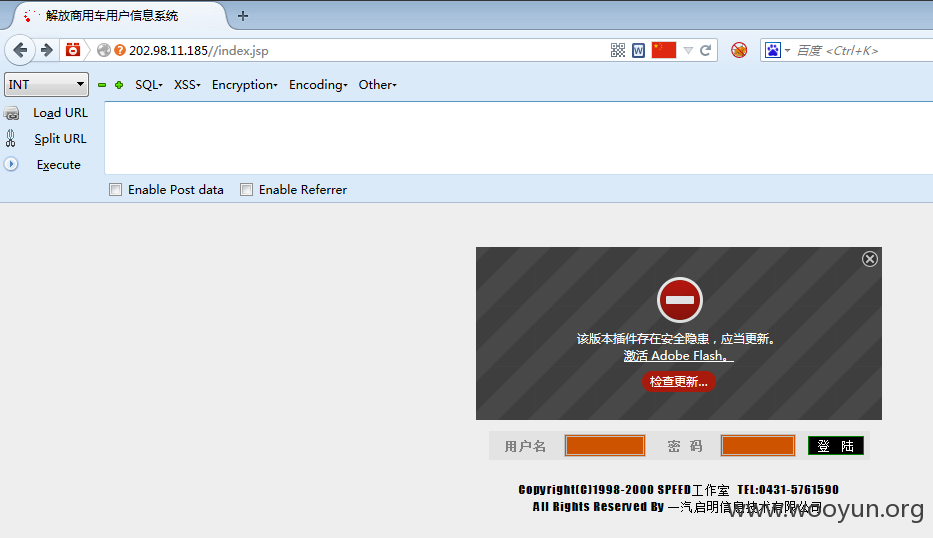 解放商用车用户信息系统
202.98.11.185//index.jsp
百度 <Ctrl+K>
INT SQL XSS Encryption Encoding Other
Load URL
Split URL
Execute
Enable Post data Enable Referrer
该版本插件存在安全隐患，应当更新。
激活 Adobe Flash。
检查更新...
用户名 密 码 登 陆
Copyright(C)1998-2000 SPEED工作室 TEL:0431-5761590
All Rights Reserved By 一汽启明信息技术有限公司
www.wooyun.org